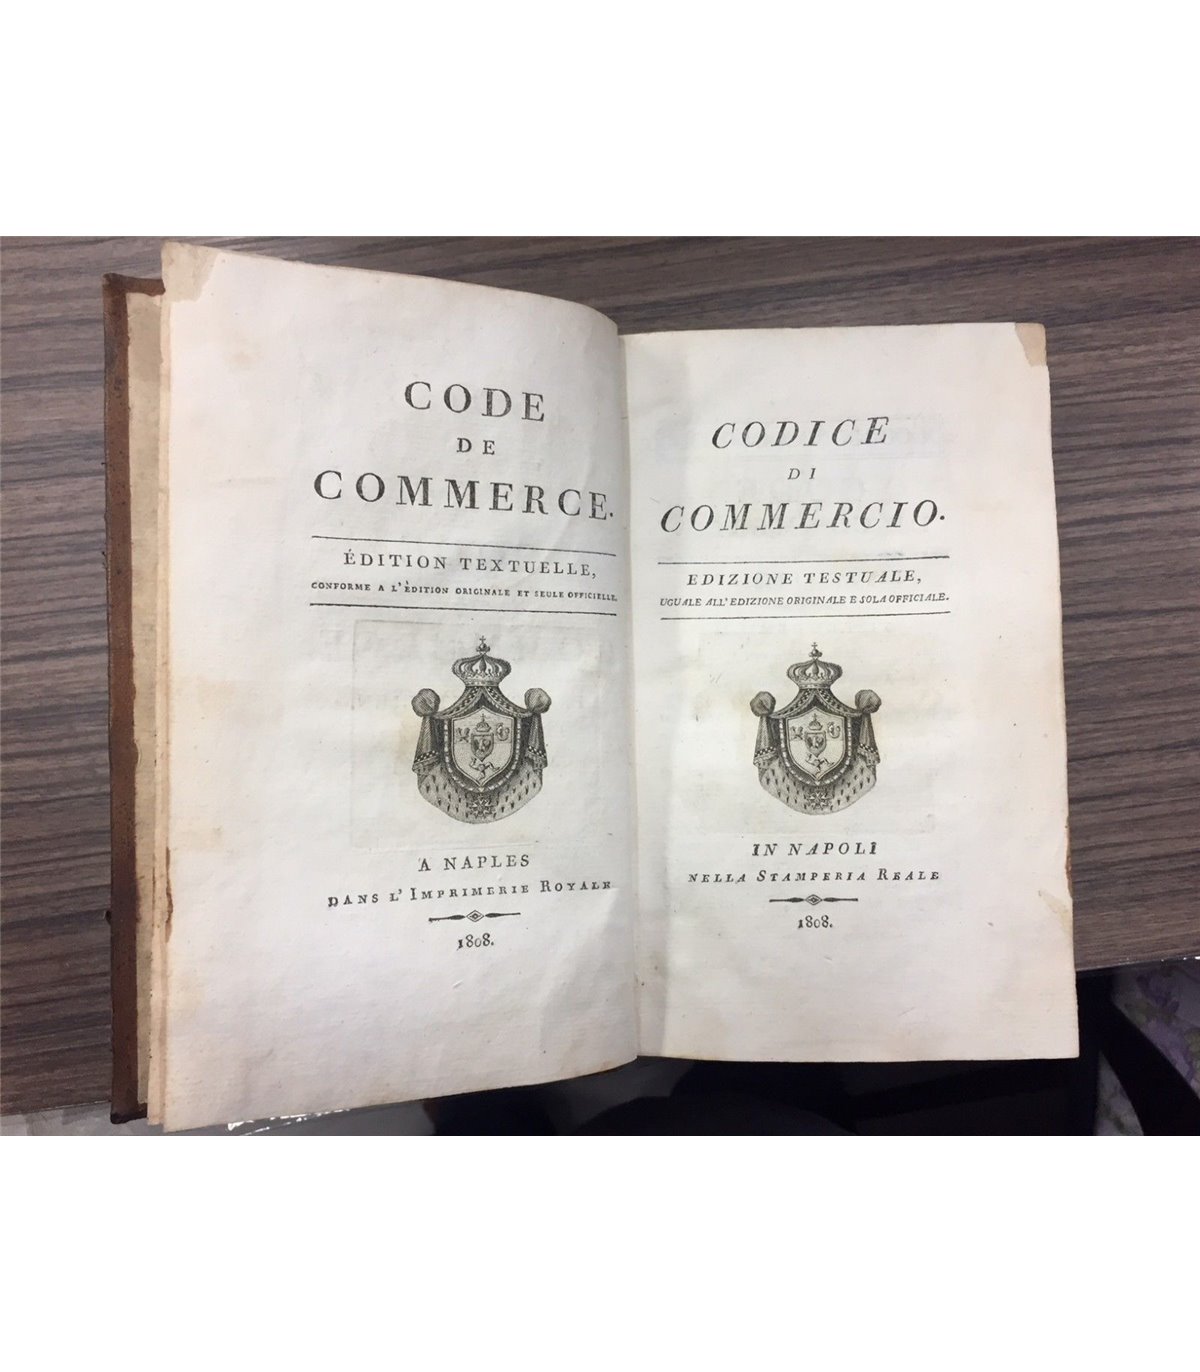 CODE
DE
COMMERCE.
ÉDITION TEXTUELLE,
CONFORME A L'ÉDITION ORIGINALE ET SEULE OFFICIELLE.
A NAPLES
DANS L'IMPRIMERIE ROYALE
1808.
CODICE
DI
COMMERCIO.
EDIZIONE TESTUALE,
UGUALE ALL'EDIZIONE ORIGINALE E SOLA OFFICIALE.
IN NAPOLI
NELLA STAMPERIA REALE
1808.